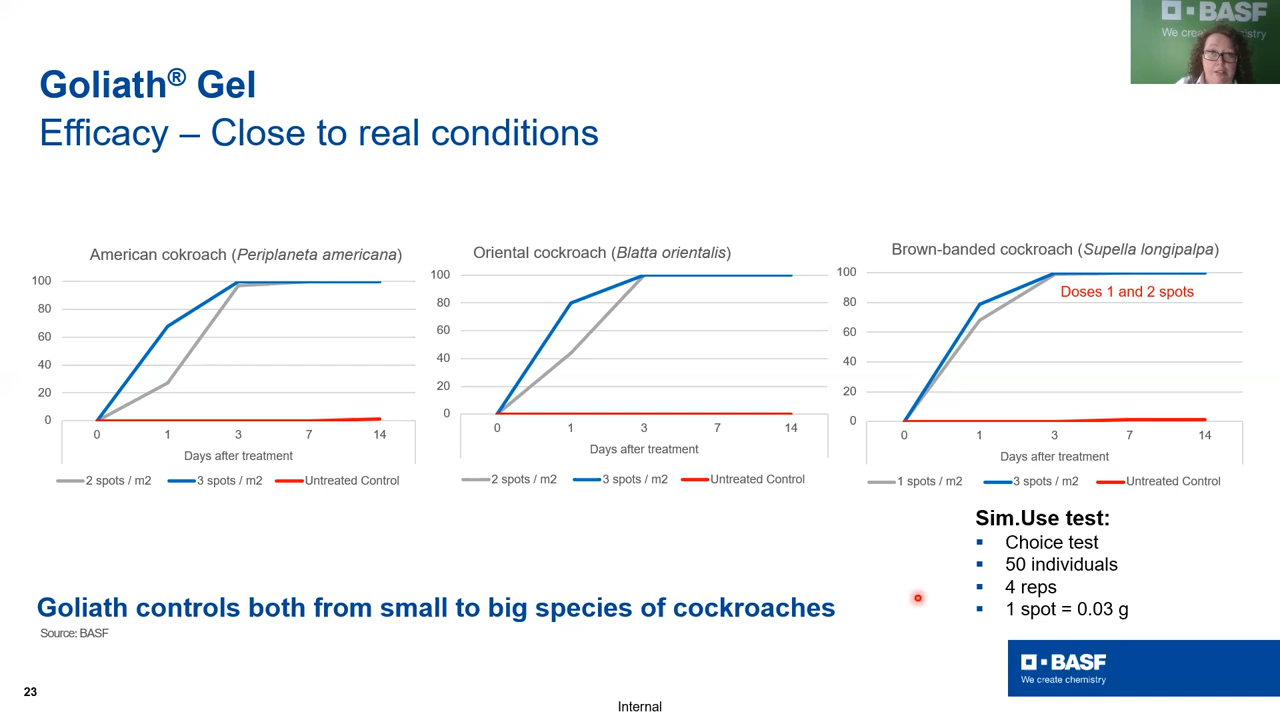 BASF
We create chemistry
Goliath® Gel
Efficacy – Close to real conditions
American cokroach (Periplaneta americana)
100
80
60
40
20
0
0 1 3 7 14
Days after treatment
2 spots / m2 3 spots / m2 Untreated Control
Oriental cockroach (Blatta orientalis)
100
80
60
40
20
0
0 1 3 7 14
Days after treatment
2 spots / m2 3 spots / m2 Untreated Control
Brown-banded cockroach (Supella longipalpa)
100
Doses 1 and 2 spots
80
60
40
20
0
0 1 3 7 14
Days after treatment
1 spots / m2 3 spots / m2 Untreated Control
Sim.Use test:
Choice test
50 individuals
4 reps
1 spot = 0.03 g
Goliath controls both from small to big species of cockroaches
Source: BASF
BASF
We create chemistry
23
Internal